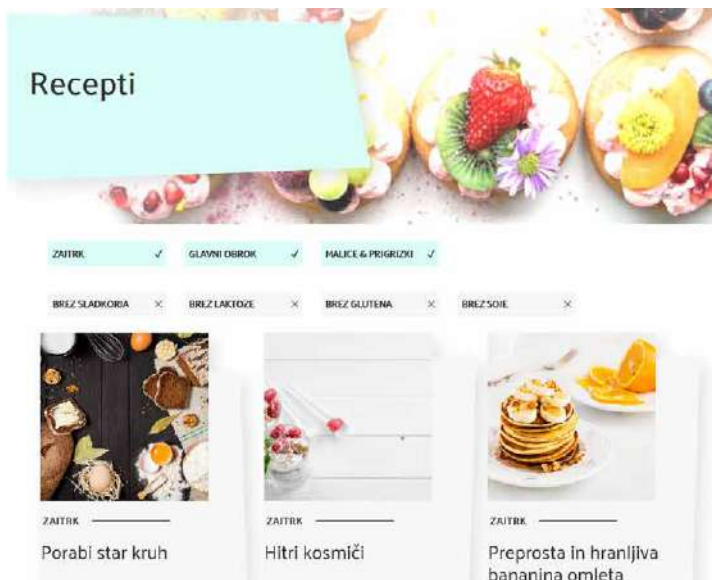 Recepti
ZAJTRK ✓ GLAVNI OBROK ✓ MALICE & PRIGRIZKI ✓
BREZ SLADKORJA × BREZ LAKTOZE × BREZ GLUTENA × BREZ SOJE ×
ZAJTRK
Porabi star kruh
ZAJTRK
Hitri kosmiči
ZAJTRK
Preprosta in hranljiva
bananina omleta